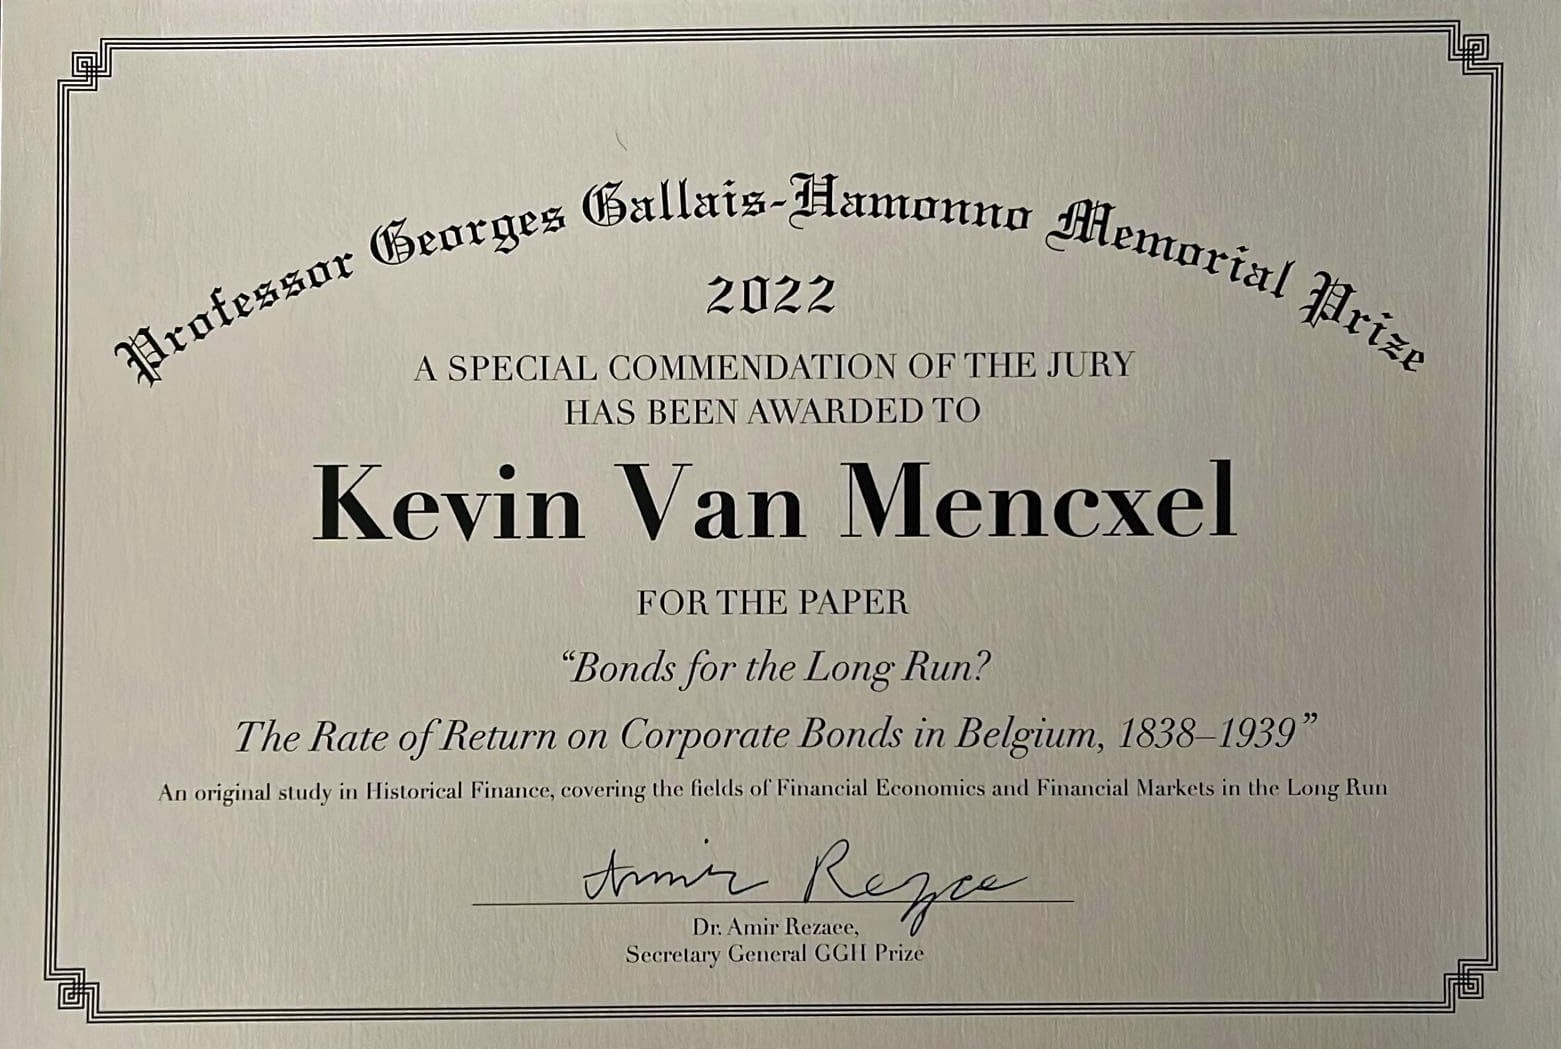 Professor Georges Gallais-Hamonno Memorial Prize
2022
A SPECIAL COMMENDATION OF THE JURY
HAS BEEN AWARDED TO
Kevin Van Mencxel
FOR THE PAPER
“Bonds for the Long Run?
The Rate of Return on Corporate Bonds in Belgium, 1838–1939”
An original study in Historical Finance, covering the fields of Financial Economics and Financial Markets in the Long Run
Amir Rezaee
Dr. Amir Rezaee,
Secretary General GGH Prize